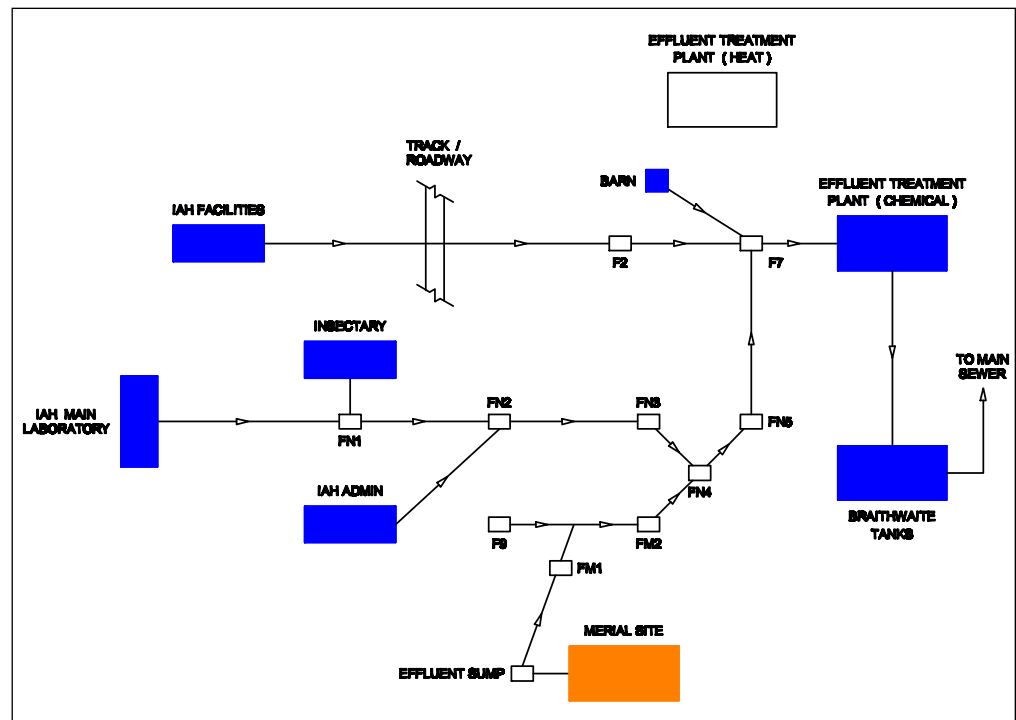 EFFLUENT TREATMENT
PLANT ( HEAT )
TRACK /
ROADWAY
BARN
EFFLUENT TREATMENT
PLANT ( CHEMICAL )
IAH FACILITIES
F2
F7
INSECTARY
TO MAIN
SEWER
IAH MAIN
LABORATORY
FN1
FN2
FN3
FN5
FN4
IAH ADMIN
F9
FM2
BRAITHWAITE
TANKS
FM1
MERIAL SITE
EFFLUENT SUMP